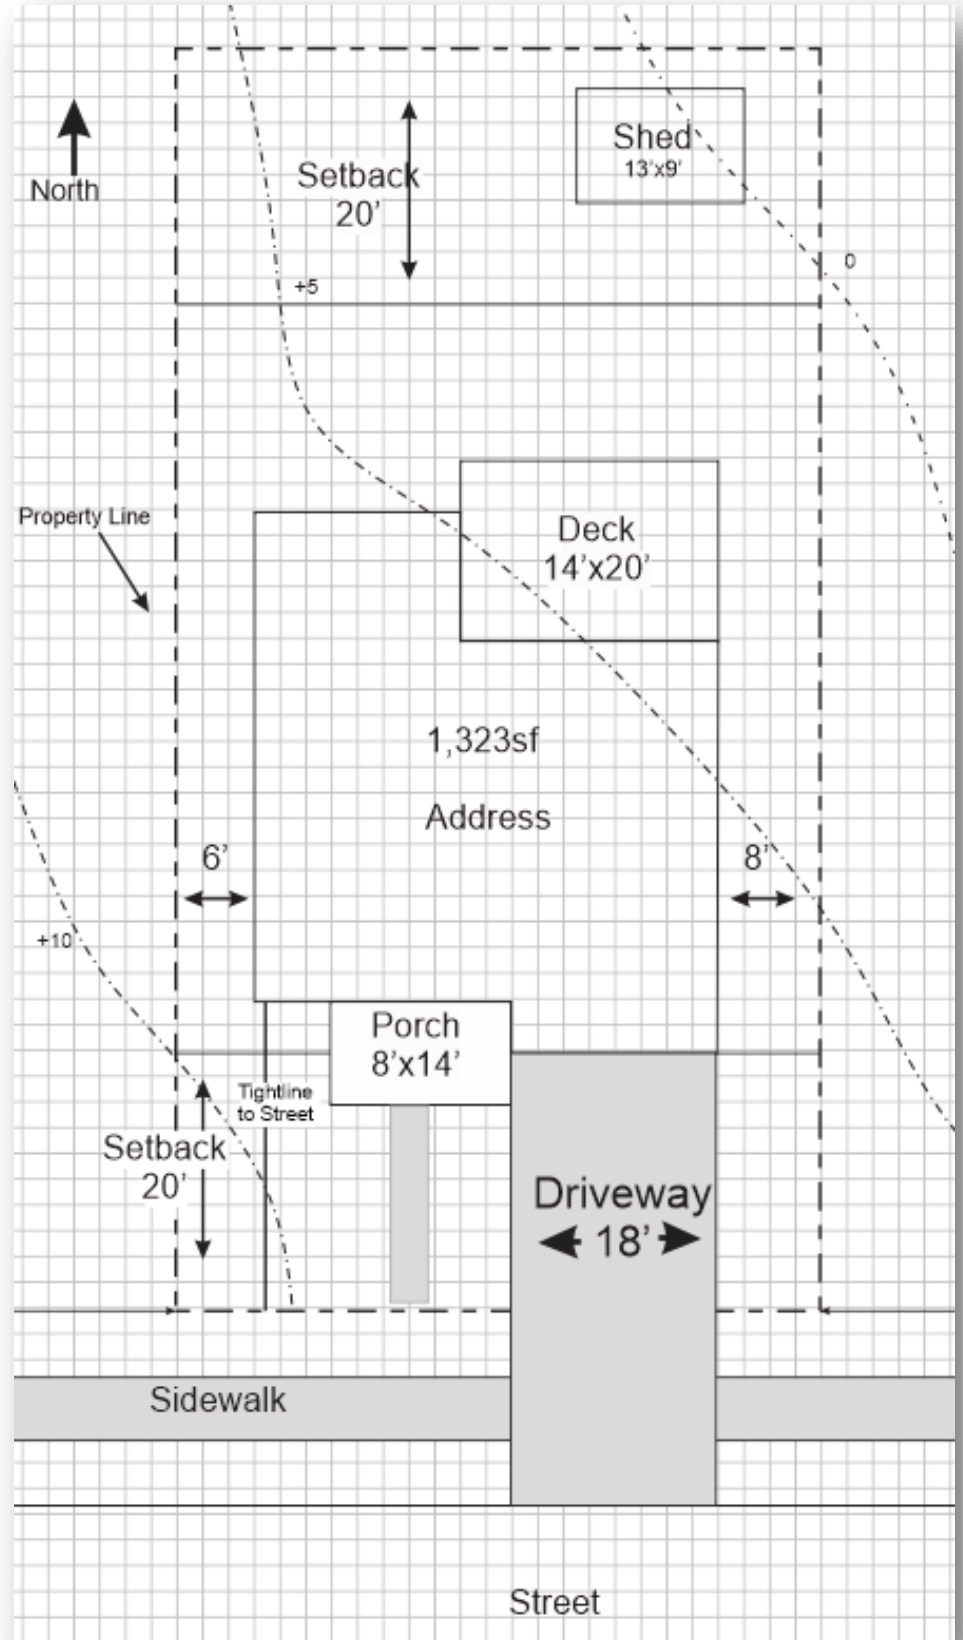 Shed
13'x9'
Setback
20'
North
0
+5
Property Line
Deck
14'x20'
1,323sf
Address
6'
8'
+10
Porch
8'x14'
Tightline
to Street
Setback
20'
Driveway
18'
Sidewalk
Street